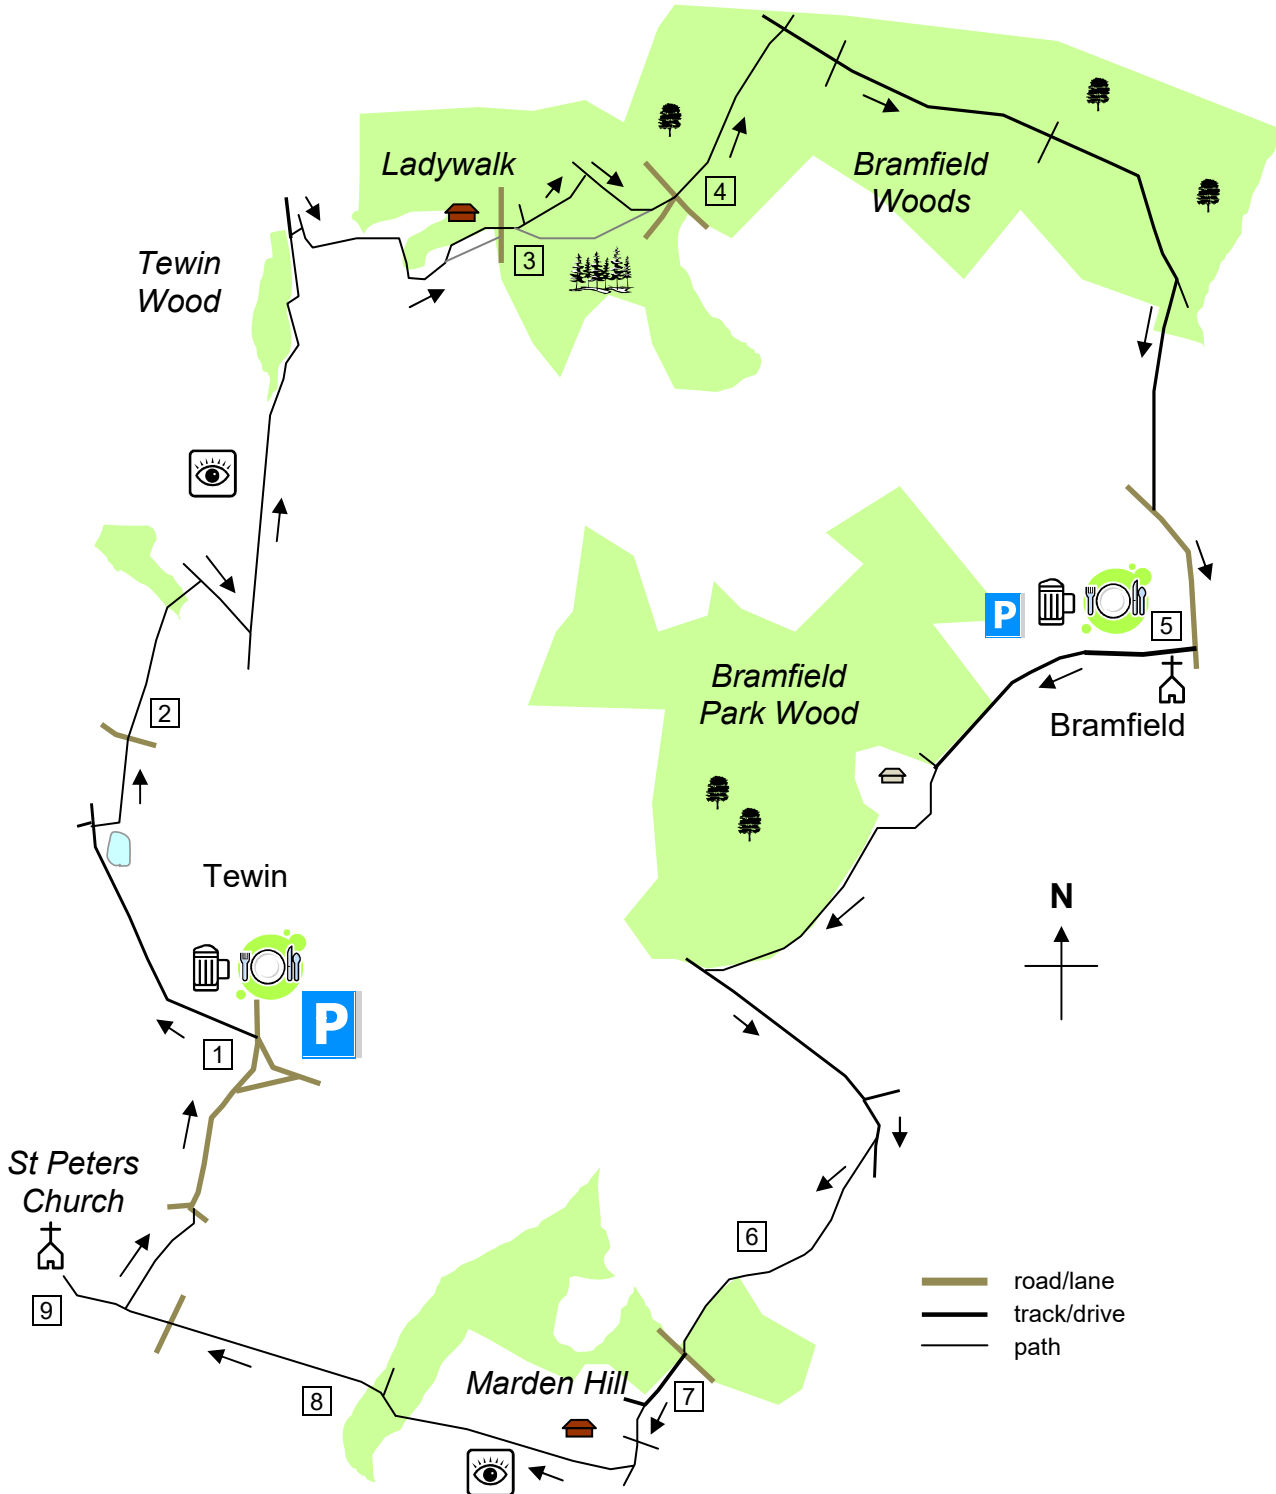 Ladywalk
4
Bramfield
Woods
3
Tewin
Wood
P
5
Bramfield
Park Wood
2
Bramfield
Tewin
N
P
1
St Peters
Church
6
9
road/lane
track/drive
path
Marden Hill
7
8